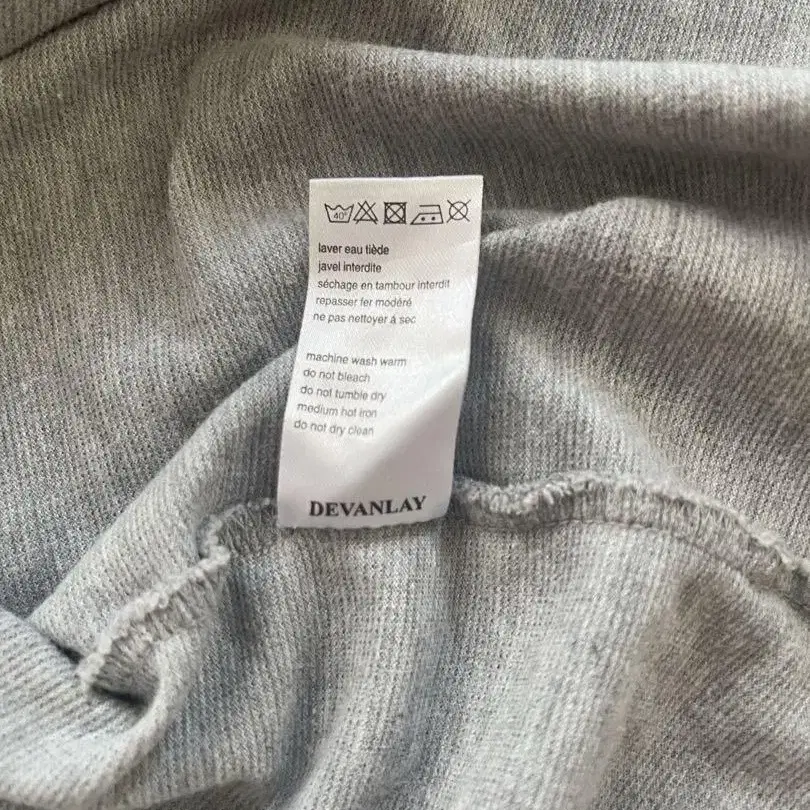 40°
laver eau tiède
javel interdite
séchage en tambour interdit
repasser fer modéré
ne pas nettoyer à sec
machine wash warm
do not bleach
do not tumble dry
medium hot iron
do not dry clean
DEVANLAY